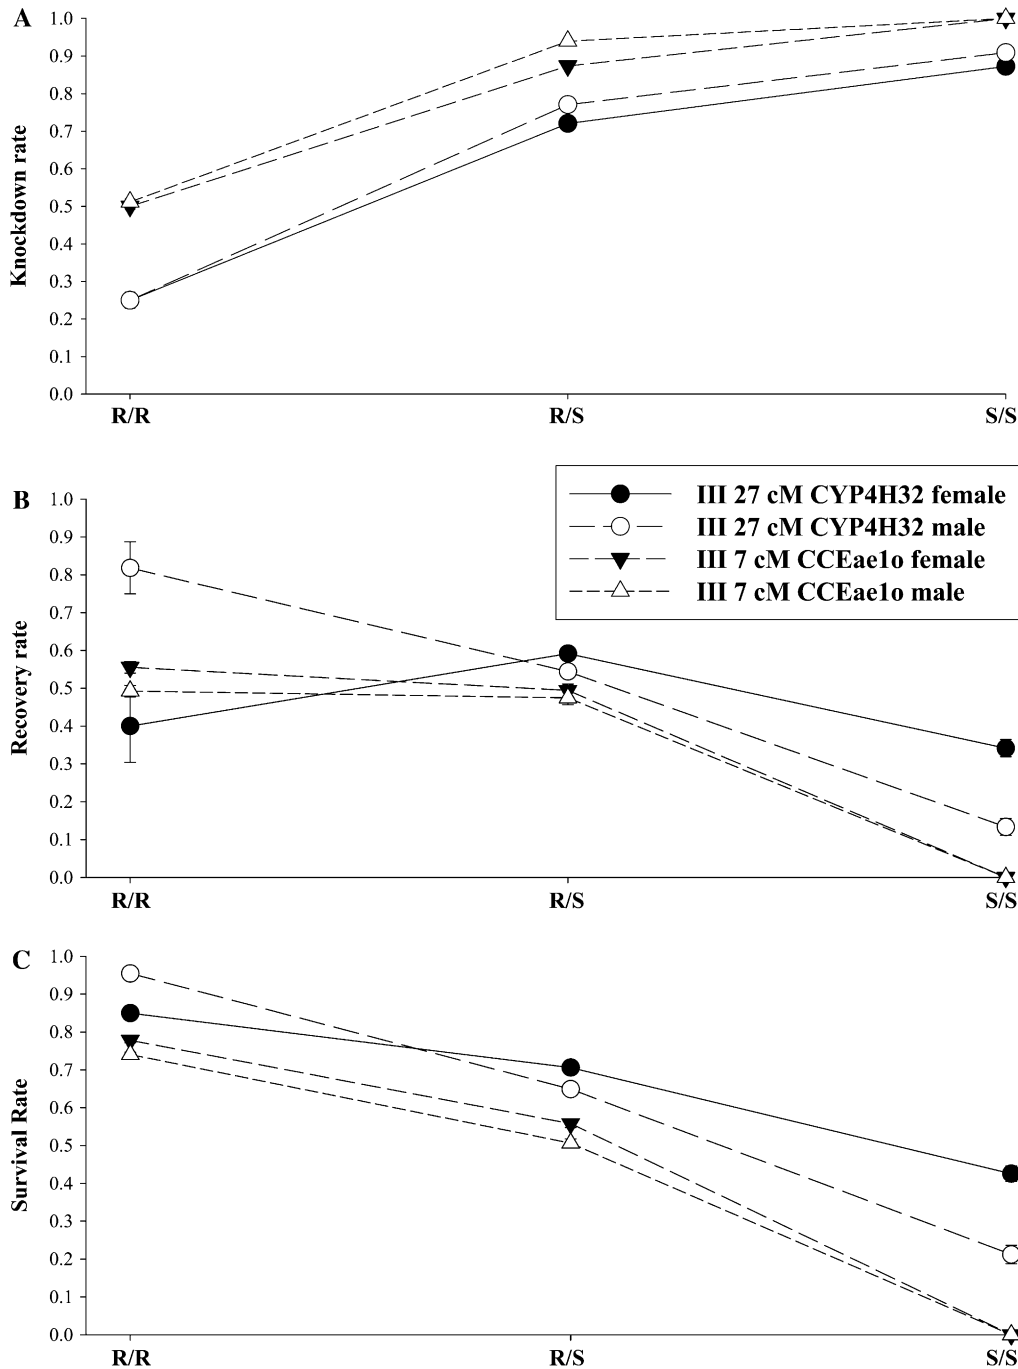 A
Knockdown rate
1.0
0.9
0.8
0.7
0.6
0.5
0.4
0.3
0.2
0.1
0.0
R/R R/S S/S
B
Recovery rate
1.0
0.9
0.8
0.7
0.6
0.5
0.4
0.3
0.2
0.1
0.0
III 27 cM CYP4H32 female
III 27 cM CYP4H32 male
III 7 cM CCEae1o female
III 7 cM CCEae1o male
R/R R/S S/S
C
Survival Rate
1.0
0.9
0.8
0.7
0.6
0.5
0.4
0.3
0.2
0.1
0.0
R/R R/S S/S